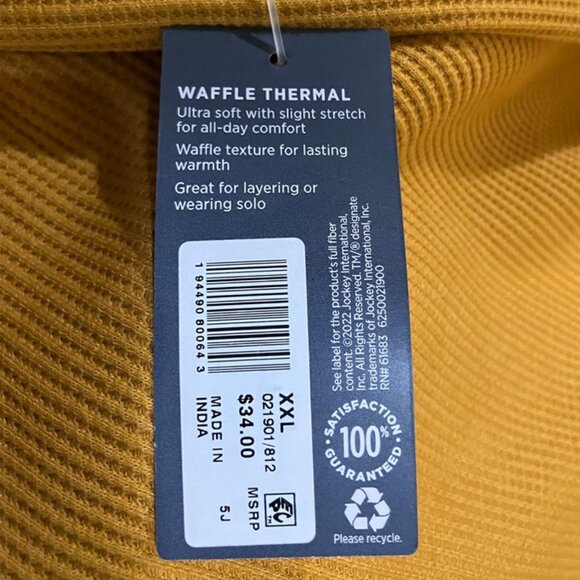 WAFFLE THERMAL
Ultra soft with slight stretch
for all-day comfort
Waffle texture for lasting
warmth
Great for layering or
wearing solo
1 94490 80064 3
XXL
021901/812
$34.00
MSRP
MADE IN
INDIA
5J
See label for the product's full fiber
content. ©2022 Jockey International,
Inc. All Rights Reserved. TM/® designate
trademarks of Jockey International, Inc.
RN# 61683 6250021900
SATISFACTION
100%
GUARANTEED
Please recycle.